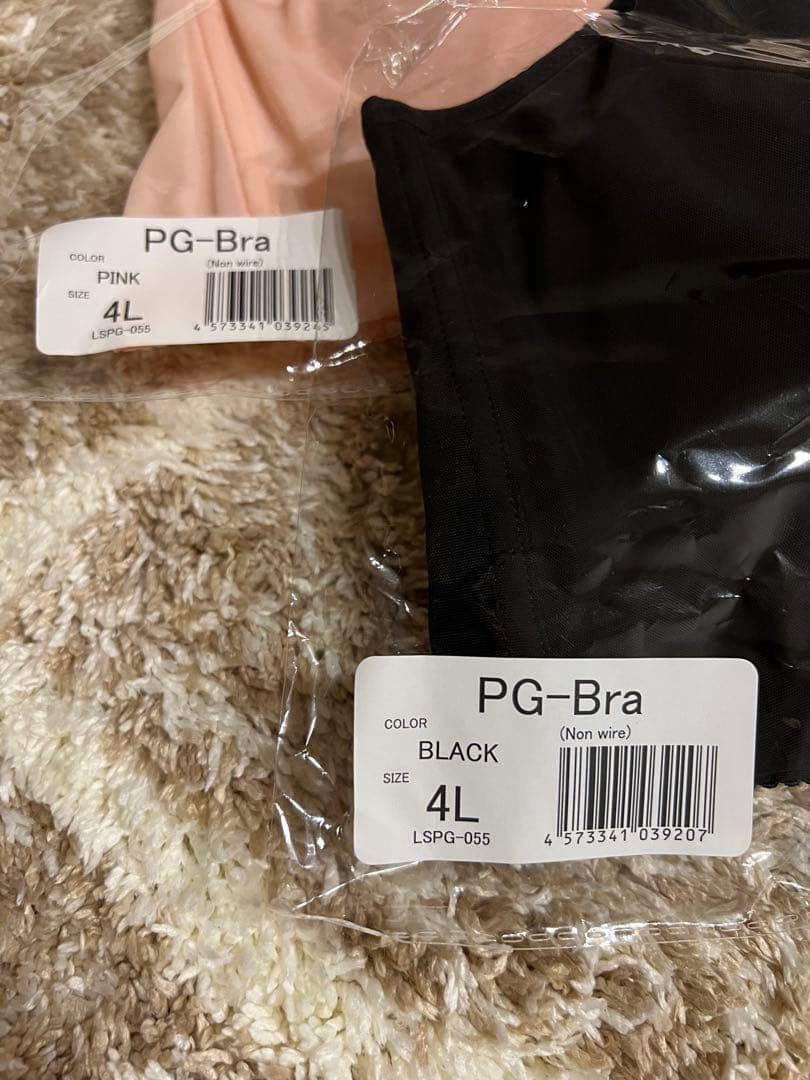 PG-Bra
(Non wire)
COLOR
PINK
SIZE
4L
LSPG-055
4 573341 039245
PG-Bra
(Non wire)
COLOR
BLACK
SIZE
4L
LSPG-055
4 573341 039207